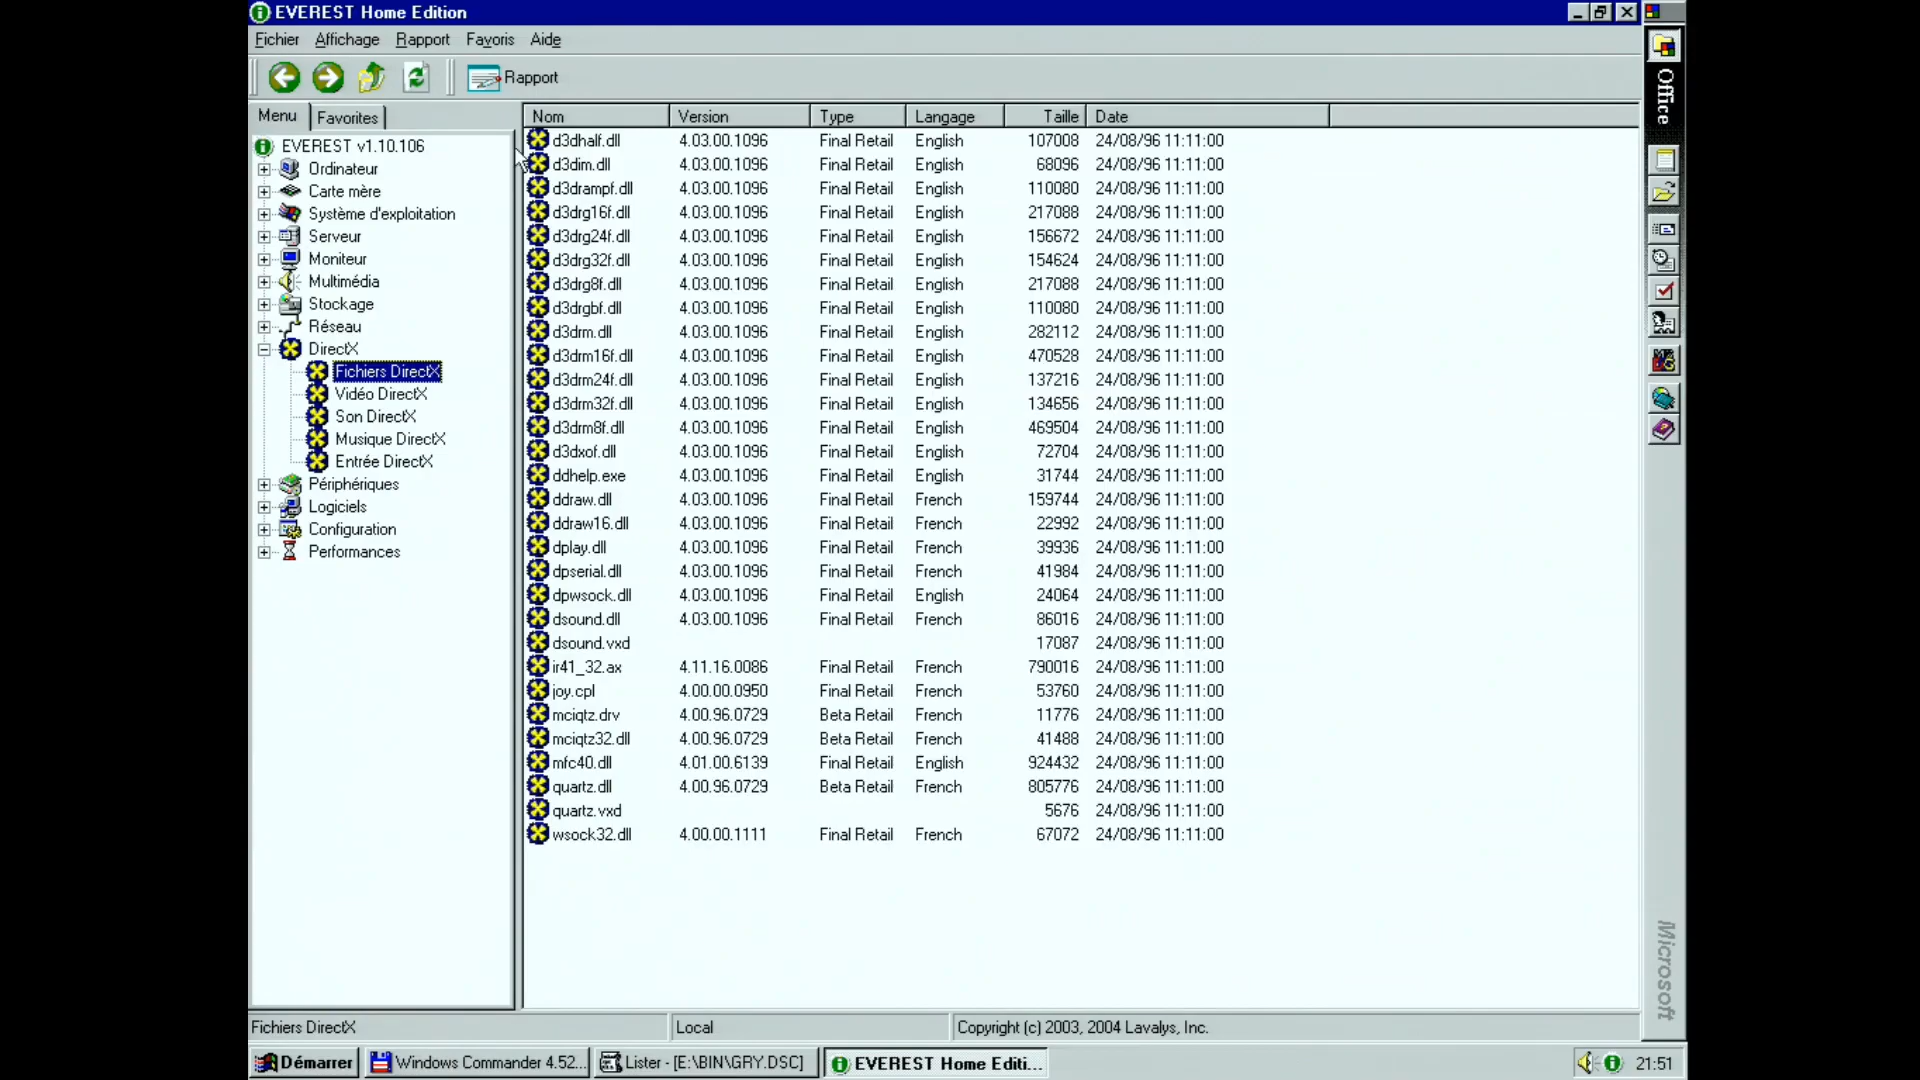 EVEREST Home Edition
Fichier Affichage Rapport Favoris Aide
Rapport
Menu Favorites
EVEREST v1.10.106
Ordinateur
Carte mère
Système d'exploitation
Serveur
Moniteur
Multimédia
Stockage
Réseau
DirectX
Fichiers DirectX
Vidéo DirectX
Son DirectX
Musique DirectX
Entrée DirectX
Périphériques
Logiciels
Configuration
Performances
Nom Version Type Langage Taille Date
d3dhalf.dll 4.03.00.1096 Final Retail English 107008 24/08/96 11:11:00
d3dim.dll 4.03.00.1096 Final Retail English 68096 24/08/96 11:11:00
d3drampf.dll 4.03.00.1096 Final Retail English 110080 24/08/96 11:11:00
d3drg16f.dll 4.03.00.1096 Final Retail English 217088 24/08/96 11:11:00
d3drg24f.dll 4.03.00.1096 Final Retail English 156672 24/08/96 11:11:00
d3drg32f.dll 4.03.00.1096 Final Retail English 154624 24/08/96 11:11:00
d3drg8f.dll 4.03.00.1096 Final Retail English 217088 24/08/96 11:11:00
d3drgbf.dll 4.03.00.1096 Final Retail English 110080 24/08/96 11:11:00
d3drm.dll 4.03.00.1096 Final Retail English 282112 24/08/96 11:11:00
d3drm16f.dll 4.03.00.1096 Final Retail English 470528 24/08/96 11:11:00
d3drm24f.dll 4.03.00.1096 Final Retail English 137216 24/08/96 11:11:00
d3drm32f.dll 4.03.00.1096 Final Retail English 134656 24/08/96 11:11:00
d3drm8f.dll 4.03.00.1096 Final Retail English 469504 24/08/96 11:11:00
d3dxof.dll 4.03.00.1096 Final Retail English 72704 24/08/96 11:11:00
ddhelp.exe 4.03.00.1096 Final Retail English 31744 24/08/96 11:11:00
ddraw.dll 4.03.00.1096 Final Retail French 159744 24/08/96 11:11:00
ddraw16.dll 4.03.00.1096 Final Retail French 22992 24/08/96 11:11:00
dplay.dll 4.03.00.1096 Final Retail French 39936 24/08/96 11:11:00
dpserial.dll 4.03.00.1096 Final Retail French 41984 24/08/96 11:11:00
dpwsock.dll 4.03.00.1096 Final Retail English 24064 24/08/96 11:11:00
dsound.dll 4.03.00.1096 Final Retail French 86016 24/08/96 11:11:00
dsound.vxd 17087 24/08/96 11:11:00
ir41_32.ax 4.11.16.0086 Final Retail French 790016 24/08/96 11:11:00
joy.cpl 4.00.00.0950 Final Retail French 53760 24/08/96 11:11:00
mciqtz.drv 4.00.96.0729 Beta Retail French 11776 24/08/96 11:11:00
mciqtz32.dll 4.00.96.0729 Beta Retail French 41488 24/08/96 11:11:00
mfc40.dll 4.01.00.6139 Final Retail English 924432 24/08/96 11:11:00
quartz.dll 4.00.96.0729 Beta Retail French 805776 24/08/96 11:11:00
quartz.vxd 5676 24/08/96 11:11:00
wsock32.dll 4.00.00.1111 Final Retail French 67072 24/08/96 11:11:00
Office
Microsoft
Fichiers DirectX Local Copyright (c) 2003, 2004 Lavalys, Inc.
Démarrer Windows Commander 4.52... Lister - [E:\BIN\GRY.DSC] EVEREST Home Editi... 21:51